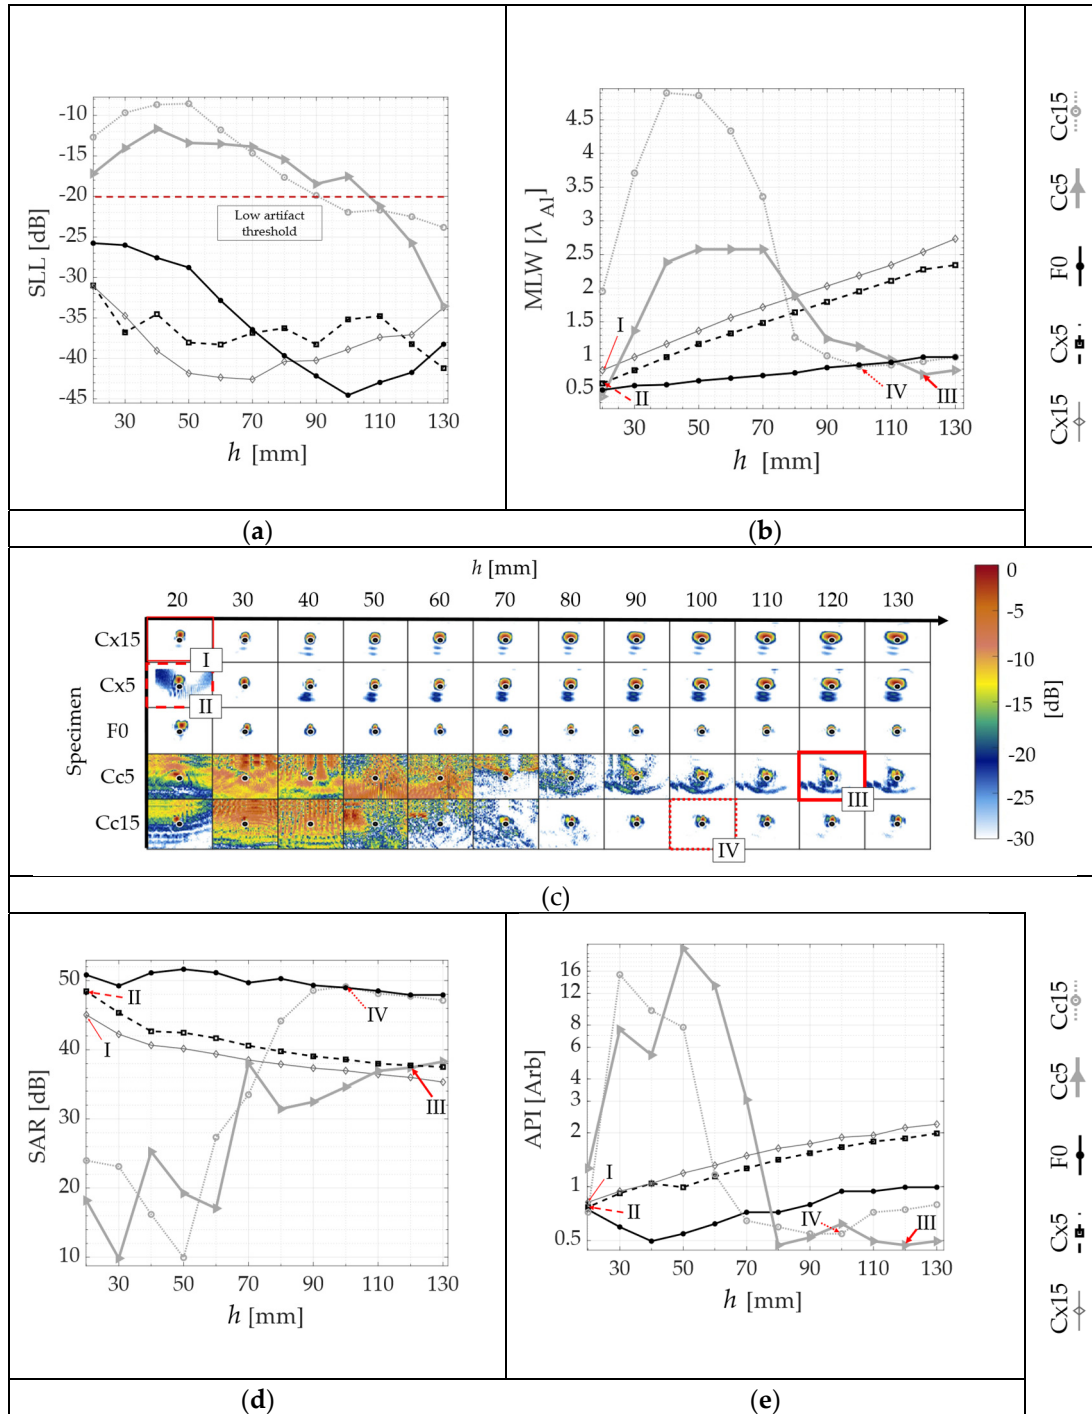 -10
-15
-20
-25
-30
-35
-40
-45
SLL [dB]
Low artifact
threshold
30 50 70 90 110 130
h [mm]
(a)
4.5
4
3.5
3
2.5
2
1.5
1
0.5
MLW [λAl]
I
II
IV
III
30 50 70 90 110 130
h [mm]
(b)
Cc15
Cc5
F0
Cx5
Cx15
h [mm]
20 30 40 50 60 70 80 90 100 110 120 130
Specimen
Cx15
I
Cx5
II
F0
Cc5
III
Cc15
IV
0
-5
-10
-15
-20
-25
-30
[dB]
(c)
50
40
30
20
10
SAR [dB]
II
I
IV
III
30 50 70 90 110 130
h [mm]
(d)
16
12
8
6
4
3
2
1
0.5
API [Arb]
I
II
IV
III
30 50 70 90 110 130
h [mm]
(e)
Cc15
Cc5
F0
Cx5
Cx15